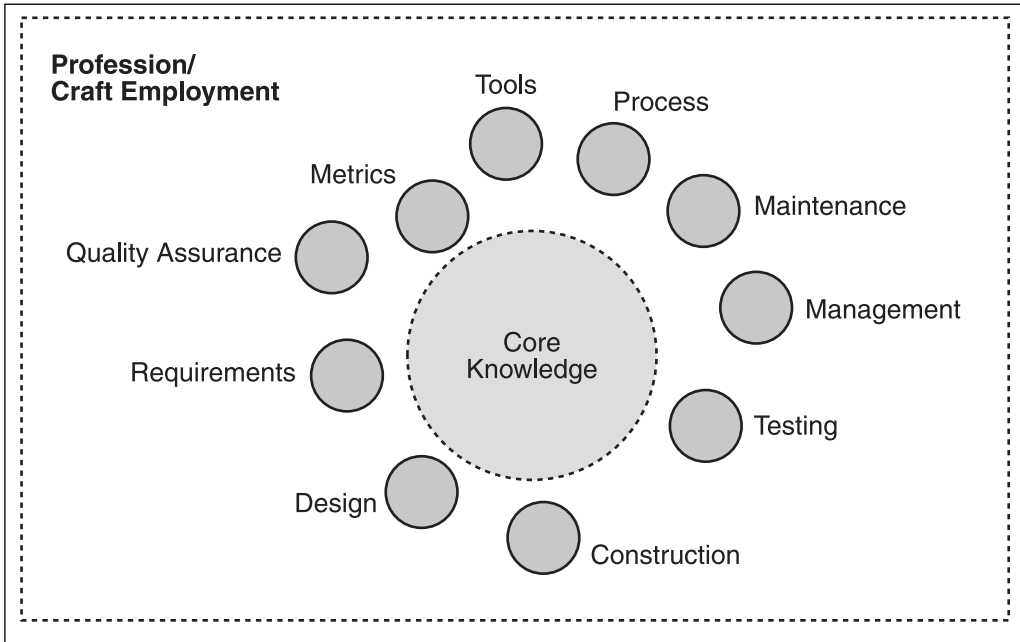 Profession/
Craft Employment
Tools
Process
Metrics
Maintenance
Quality Assurance
Management
Core
Knowledge
Requirements
Testing
Design
Construction